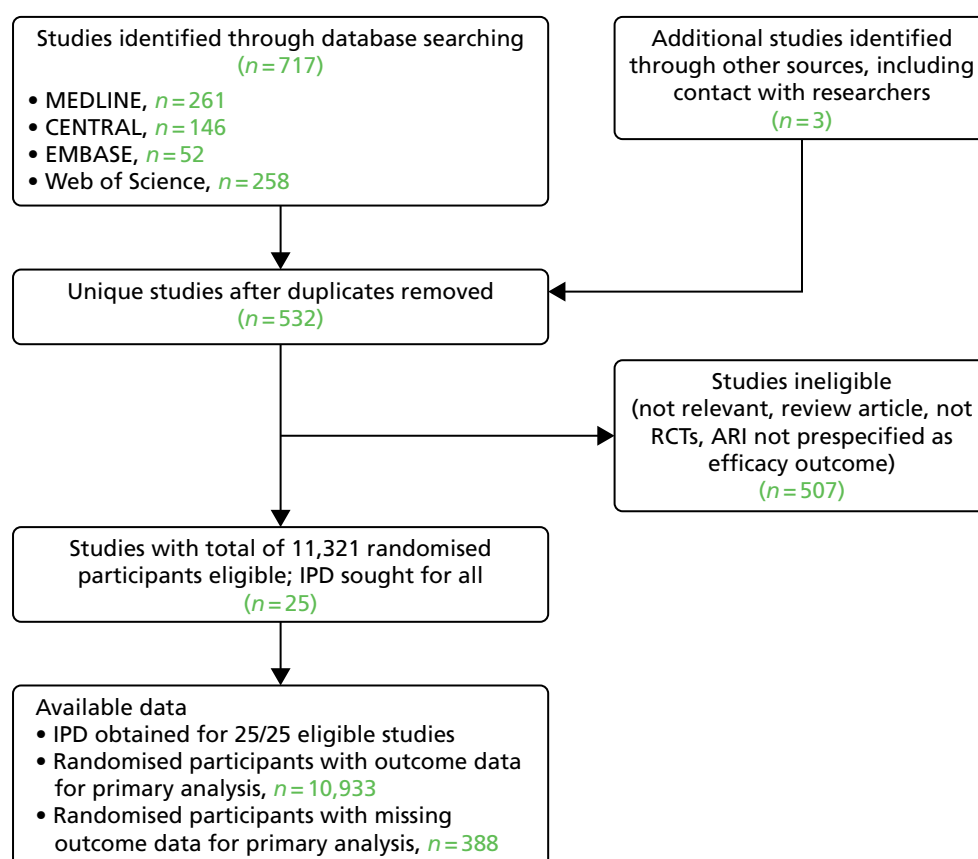 Studies identified through database searching
(n=717)
• MEDLINE, n=261
• CENTRAL, n=146
• EMBASE, n=52
• Web of Science, n=258
Additional studies identified
through other sources, including
contact with researchers
(n=3)
Unique studies after duplicates removed
(n=532)
Studies ineligible
(not relevant, review article, not
RCTs, ARI not prespecified as
efficacy outcome)
(n=507)
Studies with total of 11,321 randomised
participants eligible; IPD sought for all
(n=25)
Available data
• IPD obtained for 25/25 eligible studies
• Randomised participants with outcome data
for primary analysis, n=10,933
• Randomised participants with missing
outcome data for primary analysis, n=388